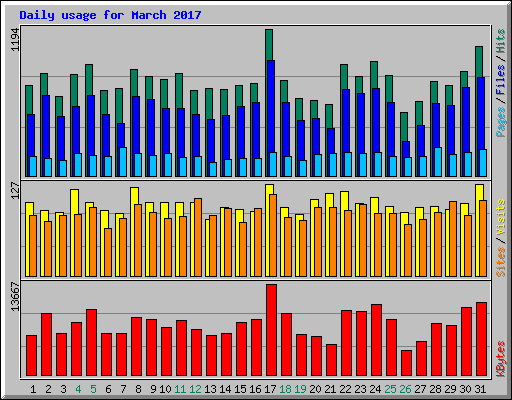 Daily usage for March 2017
1194
Pages / Files / Hits
127
Sites / Visits
13667
KBytes
1 2 3 4 5 6 7 8 9 10 11 12 13 14 15 16 17 18 19 20 21 22 23 24 25 26 27 28 29 30 31